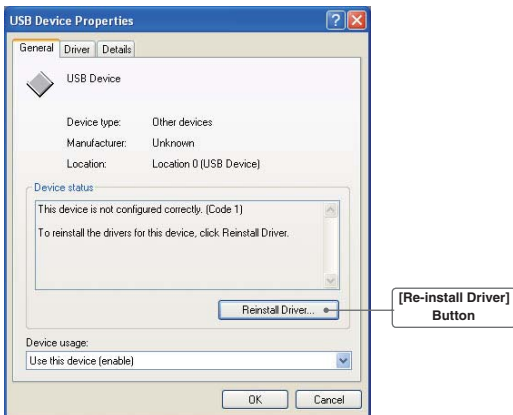 USB Device Properties
General Driver Details
USB Device
Device type: Other devices
Manufacturer: Unknown
Location: Location 0 (USB Device)
Device status
This device is not configured correctly. (Code 1)
To reinstall the drivers for this device, click Reinstall Driver.
Reinstall Driver...
[Re-install Driver]
Button
Device usage:
Use this device (enable)
OK Cancel